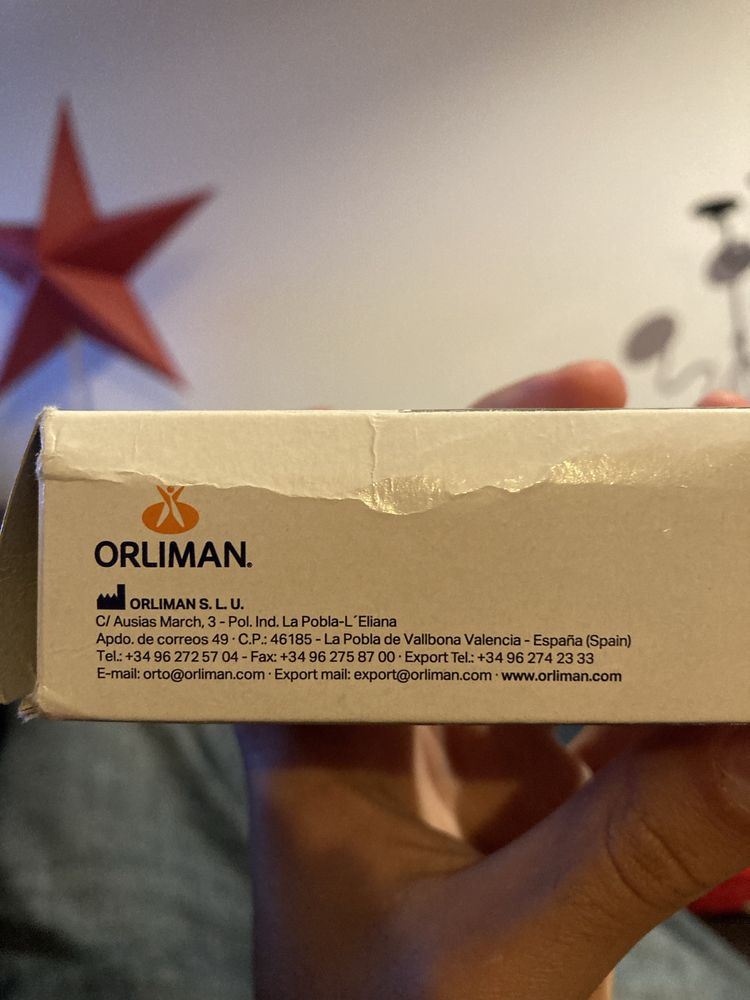 ORLIMAN.
ORLIMAN S. L. U.
C/ Ausias March, 3 - Pol. Ind. La Pobla-L´Eliana
Apdo. de correos 49 · C.P.: 46185 - La Pobla de Vallbona Valencia - España (Spain)
Tel.: +34 96 272 57 04 - Fax: +34 96 275 87 00 · Export Tel.: +34 96 274 23 33
E-mail: orto@orliman.com · Export mail: export@orliman.com · www.orliman.com